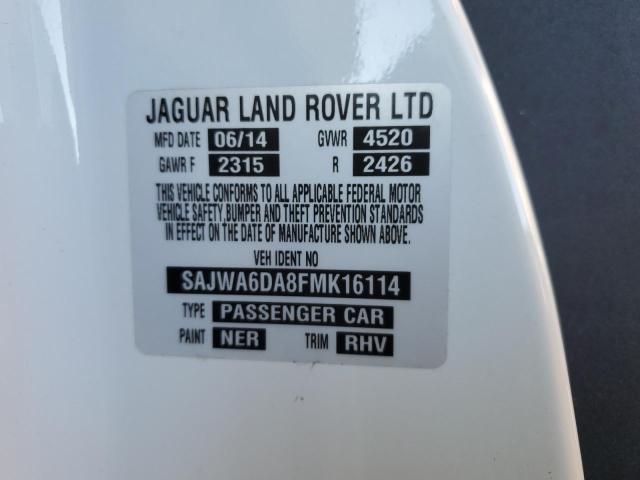 JAGUAR LAND ROVER LTD
MFD DATE 06/14 GVWR 4520
GAWR F 2315 R 2426
THIS VEHICLE CONFORMS TO ALL APPLICABLE FEDERAL MOTOR
VEHICLE SAFETY,BUMPER AND THEFT PREVENTION STANDARDS
IN EFFECT ON THE DATE OF MANUFACTURE SHOWN ABOVE.
VEH IDENT
SAJWA6DA8FMK16114
TYPE PASSENGER CAR
PAINT NER TRIM RHV